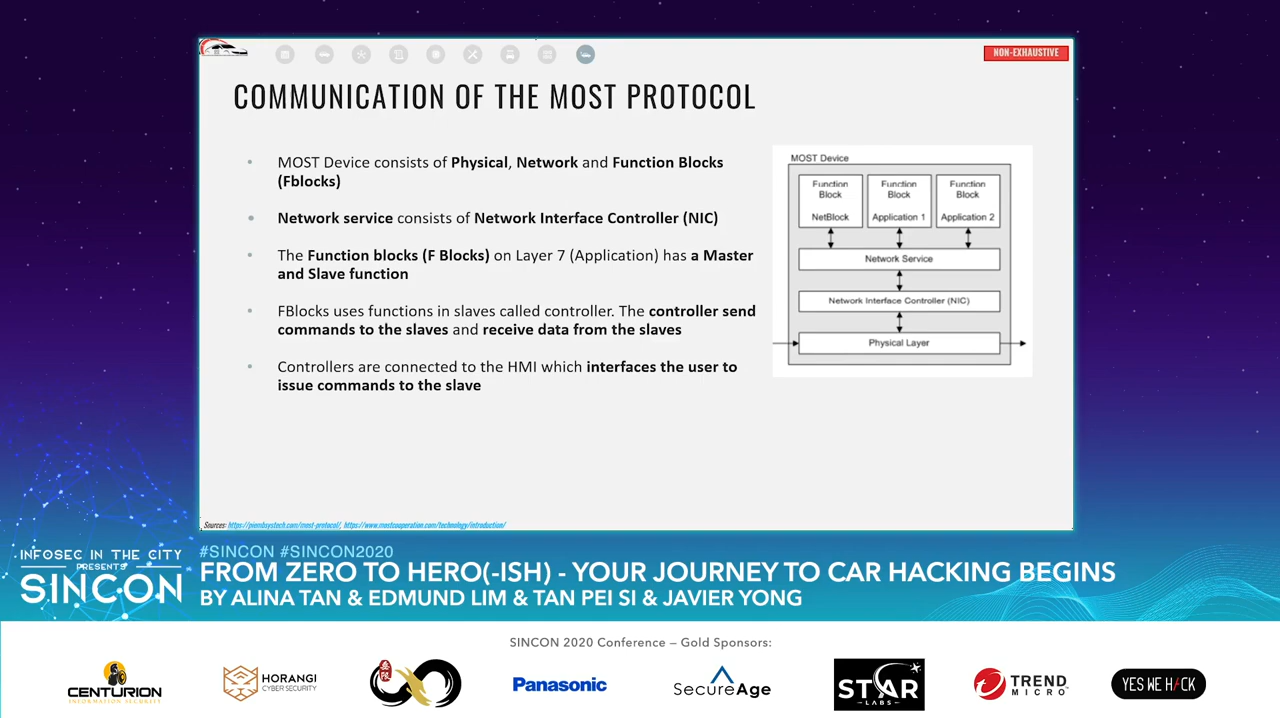 NON-EXHAUSTIVE
COMMUNICATION OF THE MOST PROTOCOL
MOST Device consists of Physical, Network and Function Blocks
(Fblocks)
Network service consists of Network Interface Controller (NIC)
The Function blocks (F Blocks) on Layer 7 (Application) has a Master
and Slave function
FBlocks uses functions in slaves called controller. The controller send
commands to the slaves and receive data from the slaves
Controllers are connected to the HMI which interfaces the user to
issue commands to the slave
MOST Device
Function
Block
NetBlock
Function
Block
Application 1
Function
Block
Application 2
Network Service
Network Interface Controller (NIC)
Physical Layer
Sources: https://piembsystech.com/most-protocol/, https://www.mostcooperation.com/technology/introduction/
INFOSEC IN THE CITY
PRESENTS
SINCON
#SINCON #SINCON2020
FROM ZERO TO HERO(-ISH) - YOUR JOURNEY TO CAR HACKING BEGINS
BY ALINA TAN & EDMUND LIM & TAN PEI SI & JAVIER YONG
SINCON 2020 Conference – Gold Sponsors:
CENTURION
INFORMATION SECURITY
HORANGI
CYBER SECURITY
Panasonic
SecureAge
STAR
LABS
TREND
MICRO
YES WE H/CK